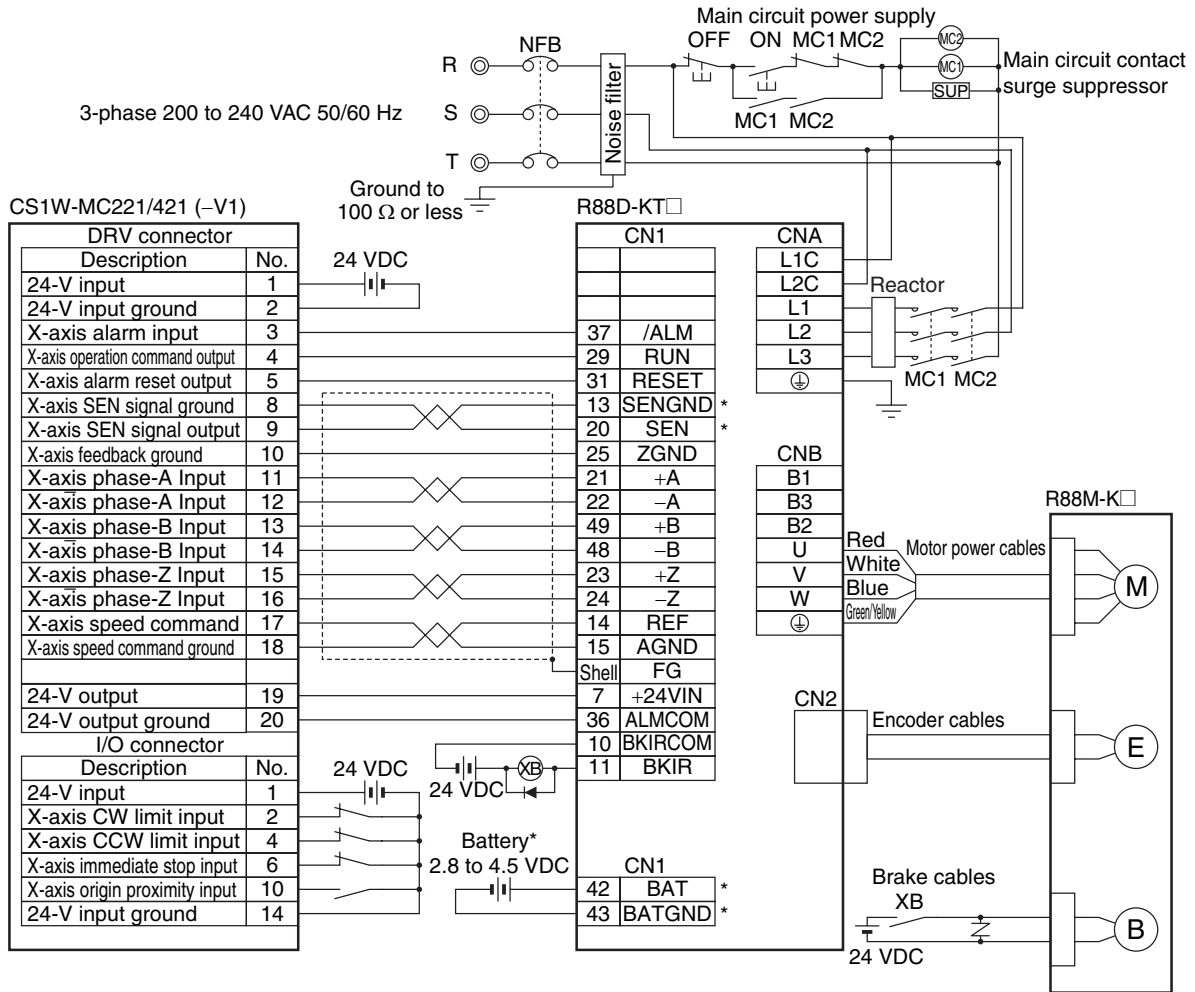 Main circuit power supply
OFF ON MC1 MC2
MC2
NFB
R
MC1
Main circuit contact
surge suppressor
SUP
3-phase 200 to 240 VAC 50/60 Hz
S
Noise filter
MC1 MC2
T
Ground to
100 Ω or less
CS1W-MC221/421 (−V1)
R88D-KT□
DRV connector
Description No.
24-V input 1
24-V input ground 2
X-axis alarm input 3
X-axis operation command output 4
X-axis alarm reset output 5
X-axis SEN signal ground 8
X-axis SEN signal output 9
X-axis feedback ground 10
X-axis phase-A Input 11
X-axis phase-A̅ Input 12
X-axis phase-B Input 13
X-axis phase-B̅ Input 14
X-axis phase-Z Input 15
X-axis phase-Z̅ Input 16
X-axis speed command 17
X-axis speed command ground 18
24-V output 19
24-V output ground 20
I/O connector
Description No.
24-V input 1
X-axis CW limit input 2
X-axis CCW limit input 4
X-axis immediate stop input 6
X-axis origin proximity input 10
24-V input ground 14
24 VDC
24 VDC
CN1
37 /ALM
29 RUN
31 RESET
13 SENGND *
20 SEN *
25 ZGND
21 +A
22 −A
49 +B
48 −B
23 +Z
24 −Z
14 REF
15 AGND
Shell FG
7 +24VIN
36 ALMCOM
10 BKIRCOM
11 BKIR
XB
24 VDC
Battery*
2.8 to 4.5 VDC
CN1
42 BAT *
43 BATGND *
CNA
L1C
L2C
L1
L2
L3
Reactor
MC1 MC2
CNB
B1
B3
B2
U
V
W
Red
White
Blue
Green/Yellow
Motor power cables
R88M-K□
M
CN2
Encoder cables
E
Brake cables
XB
24 VDC
B